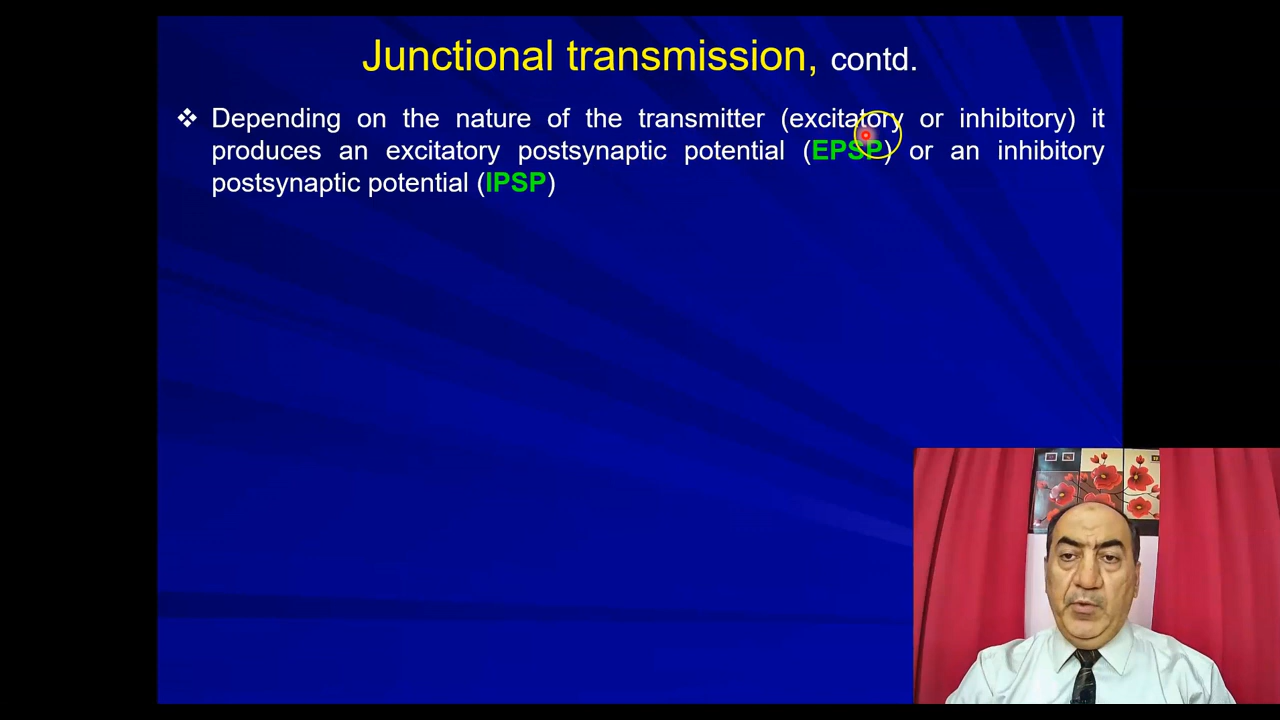 Junctional transmission, contd.
❖ Depending on the nature of the transmitter (excitatory or inhibitory) it
produces an excitatory postsynaptic potential (EPSP) or an inhibitory
postsynaptic potential (IPSP)